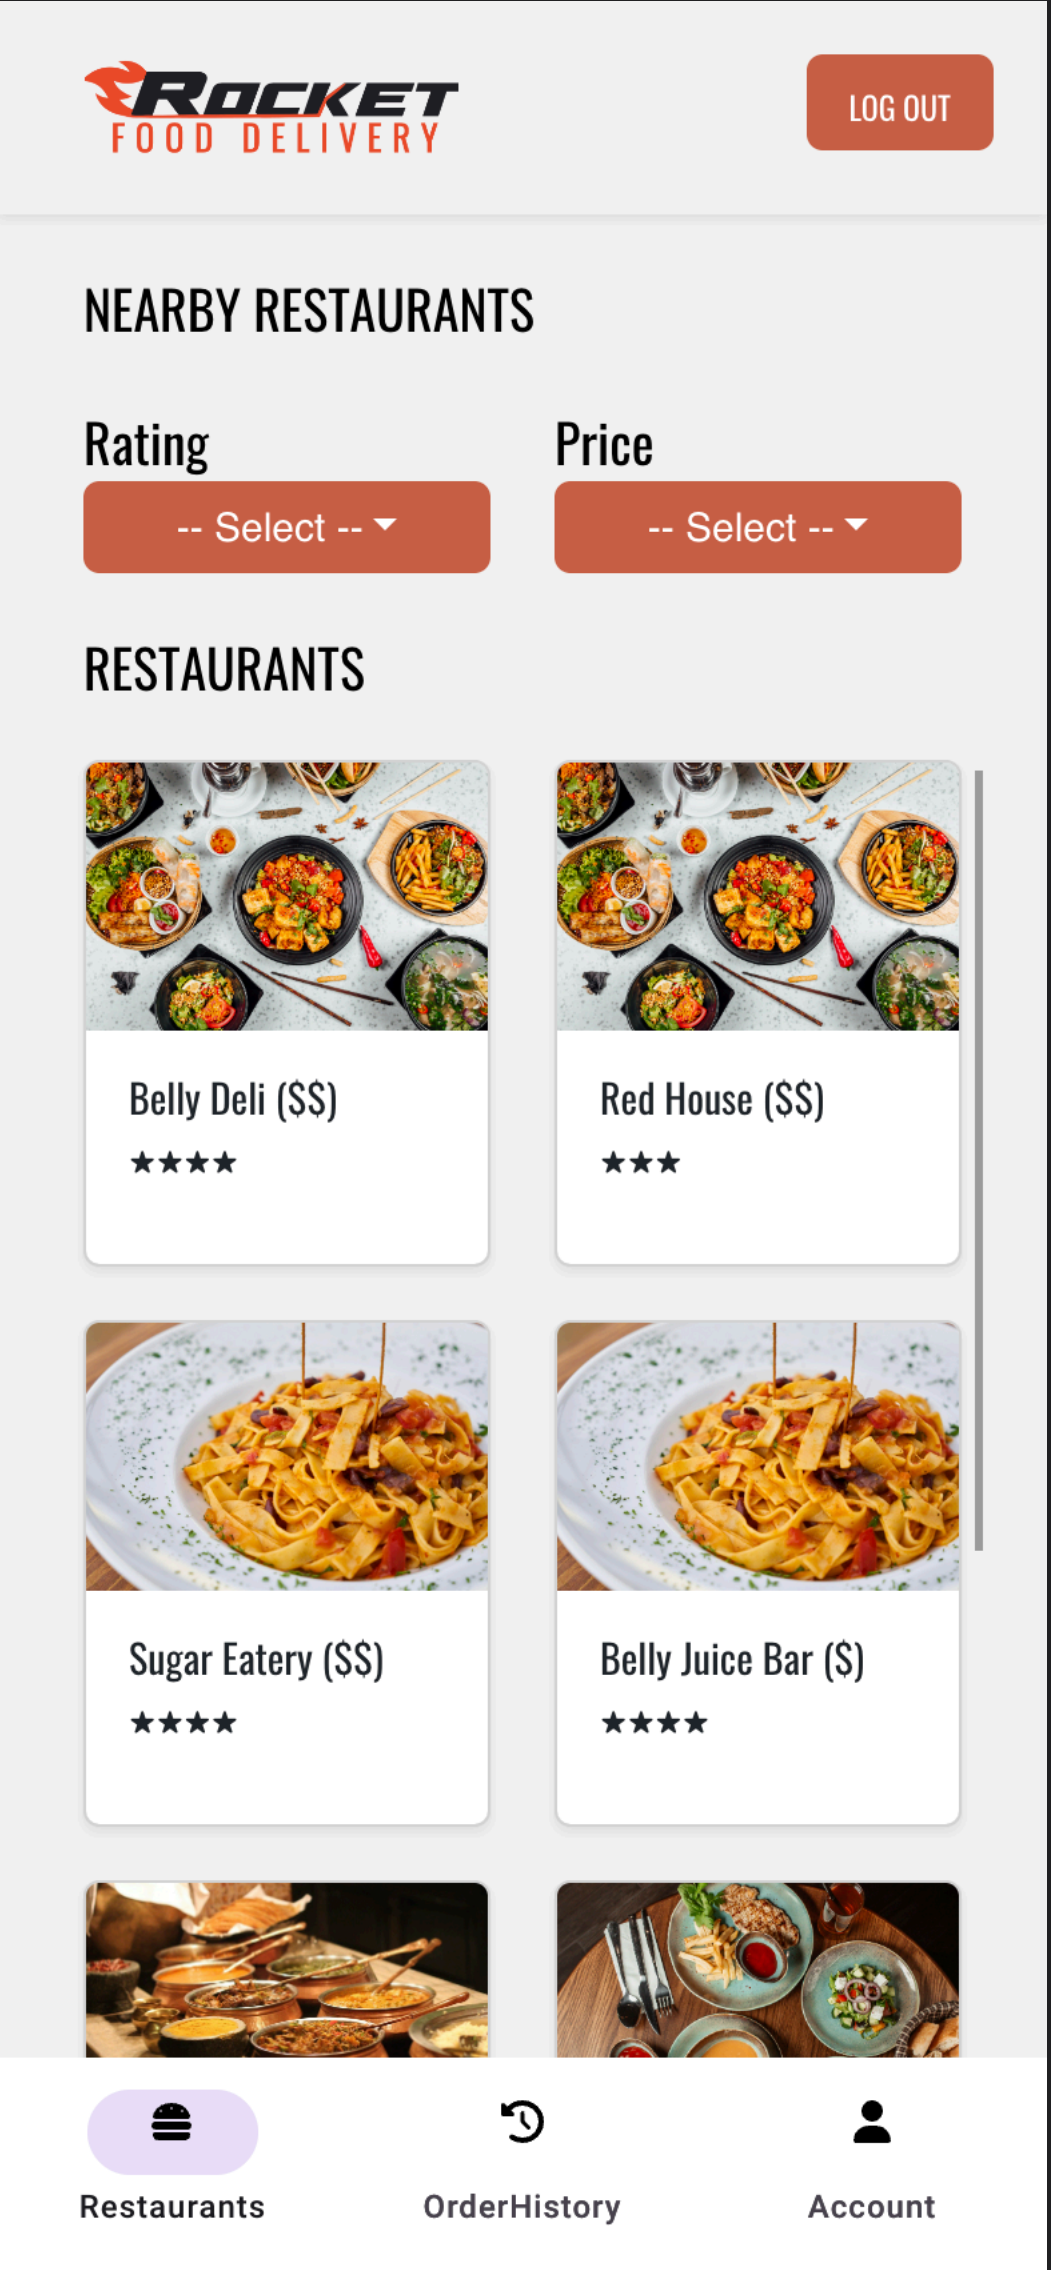 ROCKET
FOOD DELIVERY
LOG OUT
NEARBY RESTAURANTS
Rating
Price
-- Select --
-- Select --
RESTAURANTS
Belly Deli ($$)
★★★★
Red House ($$)
★★★
Sugar Eatery ($$)
★★★★
Belly Juice Bar ($)
★★★★
Restaurants
OrderHistory
Account